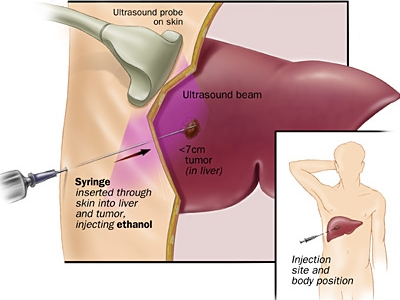 Ultrasound probe
on skin
Ultrasound beam
<7cm
tumor
(in liver)
Syringe
inserted through
skin into liver
and tumor,
injecting ethanol
Injection
site and
body position